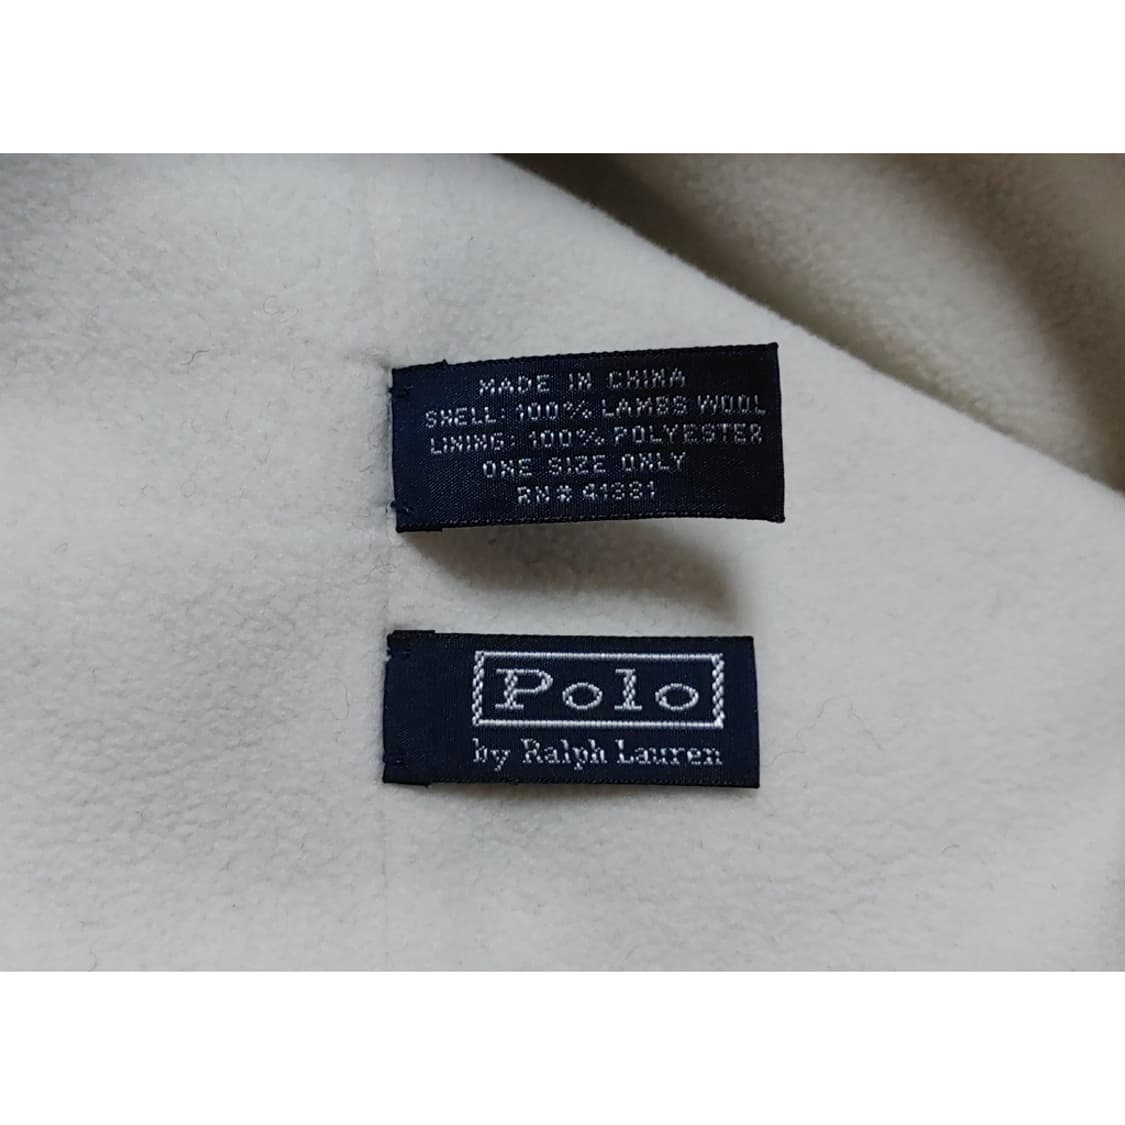 MADE IN CHINA
SHELL: 100% LAMBS WOOL
LINING: 100% POLYESTER
ONE SIZE ONLY
RN# 41381
Polo
by Ralph Lauren